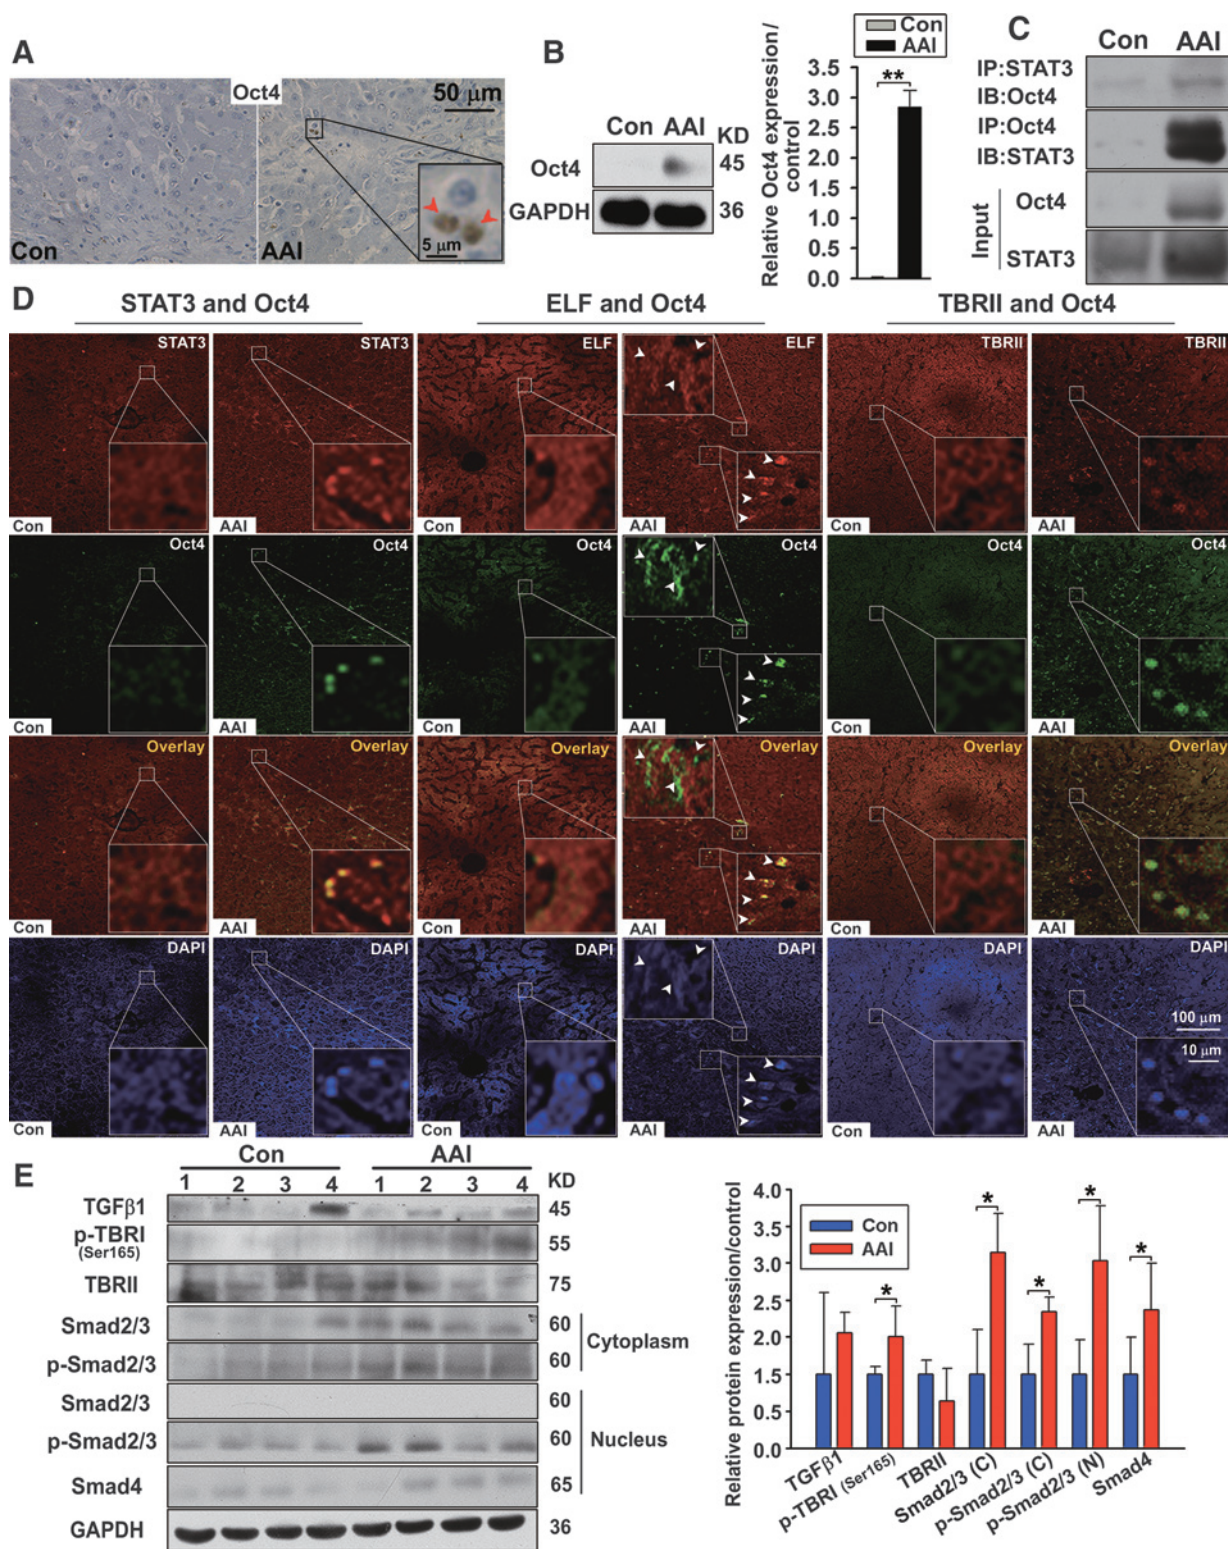 A
Oct4
50 µm
5 µm
Con
AAI
B
Con AAI KD
Oct4 45
GAPDH 36
Con
AAI
Relative Oct4 expression/
control
3.5
3.0
2.5
2.0
1.5
1.0
0.5
0.0
**
C
Con AAI
IP:STAT3
IB:Oct4
IP:Oct4
IB:STAT3
Input
Oct4
STAT3
D
STAT3 and Oct4
ELF and Oct4
TBRII and Oct4
STAT3 STAT3 ELF ELF TBRII TBRII
Con AAI Con AAI Con AAI
Oct4 Oct4 Oct4 Oct4 Oct4 Oct4
Con AAI Con AAI Con AAI
Overlay Overlay Overlay Overlay Overlay Overlay
Con AAI Con AAI Con AAI
DAPI DAPI DAPI DAPI DAPI DAPI
100 µm
10 µm
Con AAI Con AAI Con AAI
E
Con AAI
1 2 3 4 1 2 3 4 KD
TGFβ1 45
p-TBRI
(Ser165) 55
TBRII 75
Smad2/3 60
p-Smad2/3 60
Cytoplasm
Smad2/3 60
p-Smad2/3 60
Smad4 65
Nucleus
GAPDH 36
Relative protein expression/control
4.0
3.5
3.0
2.5
2.0
1.0
1.5
0.0
Con
AAI
* * * * *
TGFβ1
p-TBRI (Ser165)
TBRII
Smad2/3 (C)
p-Smad2/3 (C)
p-Smad2/3 (N)
Smad4